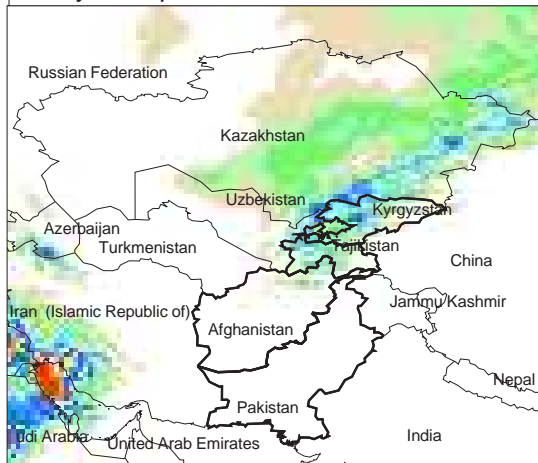 Russian Federation
Kazakhstan
Uzbekistan
Kyrgyzstan
Azerbaijan
Turkmenistan
Tajikistan
China
Iran (Islamic Republic of)
Jammu Kashmir
Afghanistan
Nepal
Pakistan
udi Arabia
United Arab Emirates
India